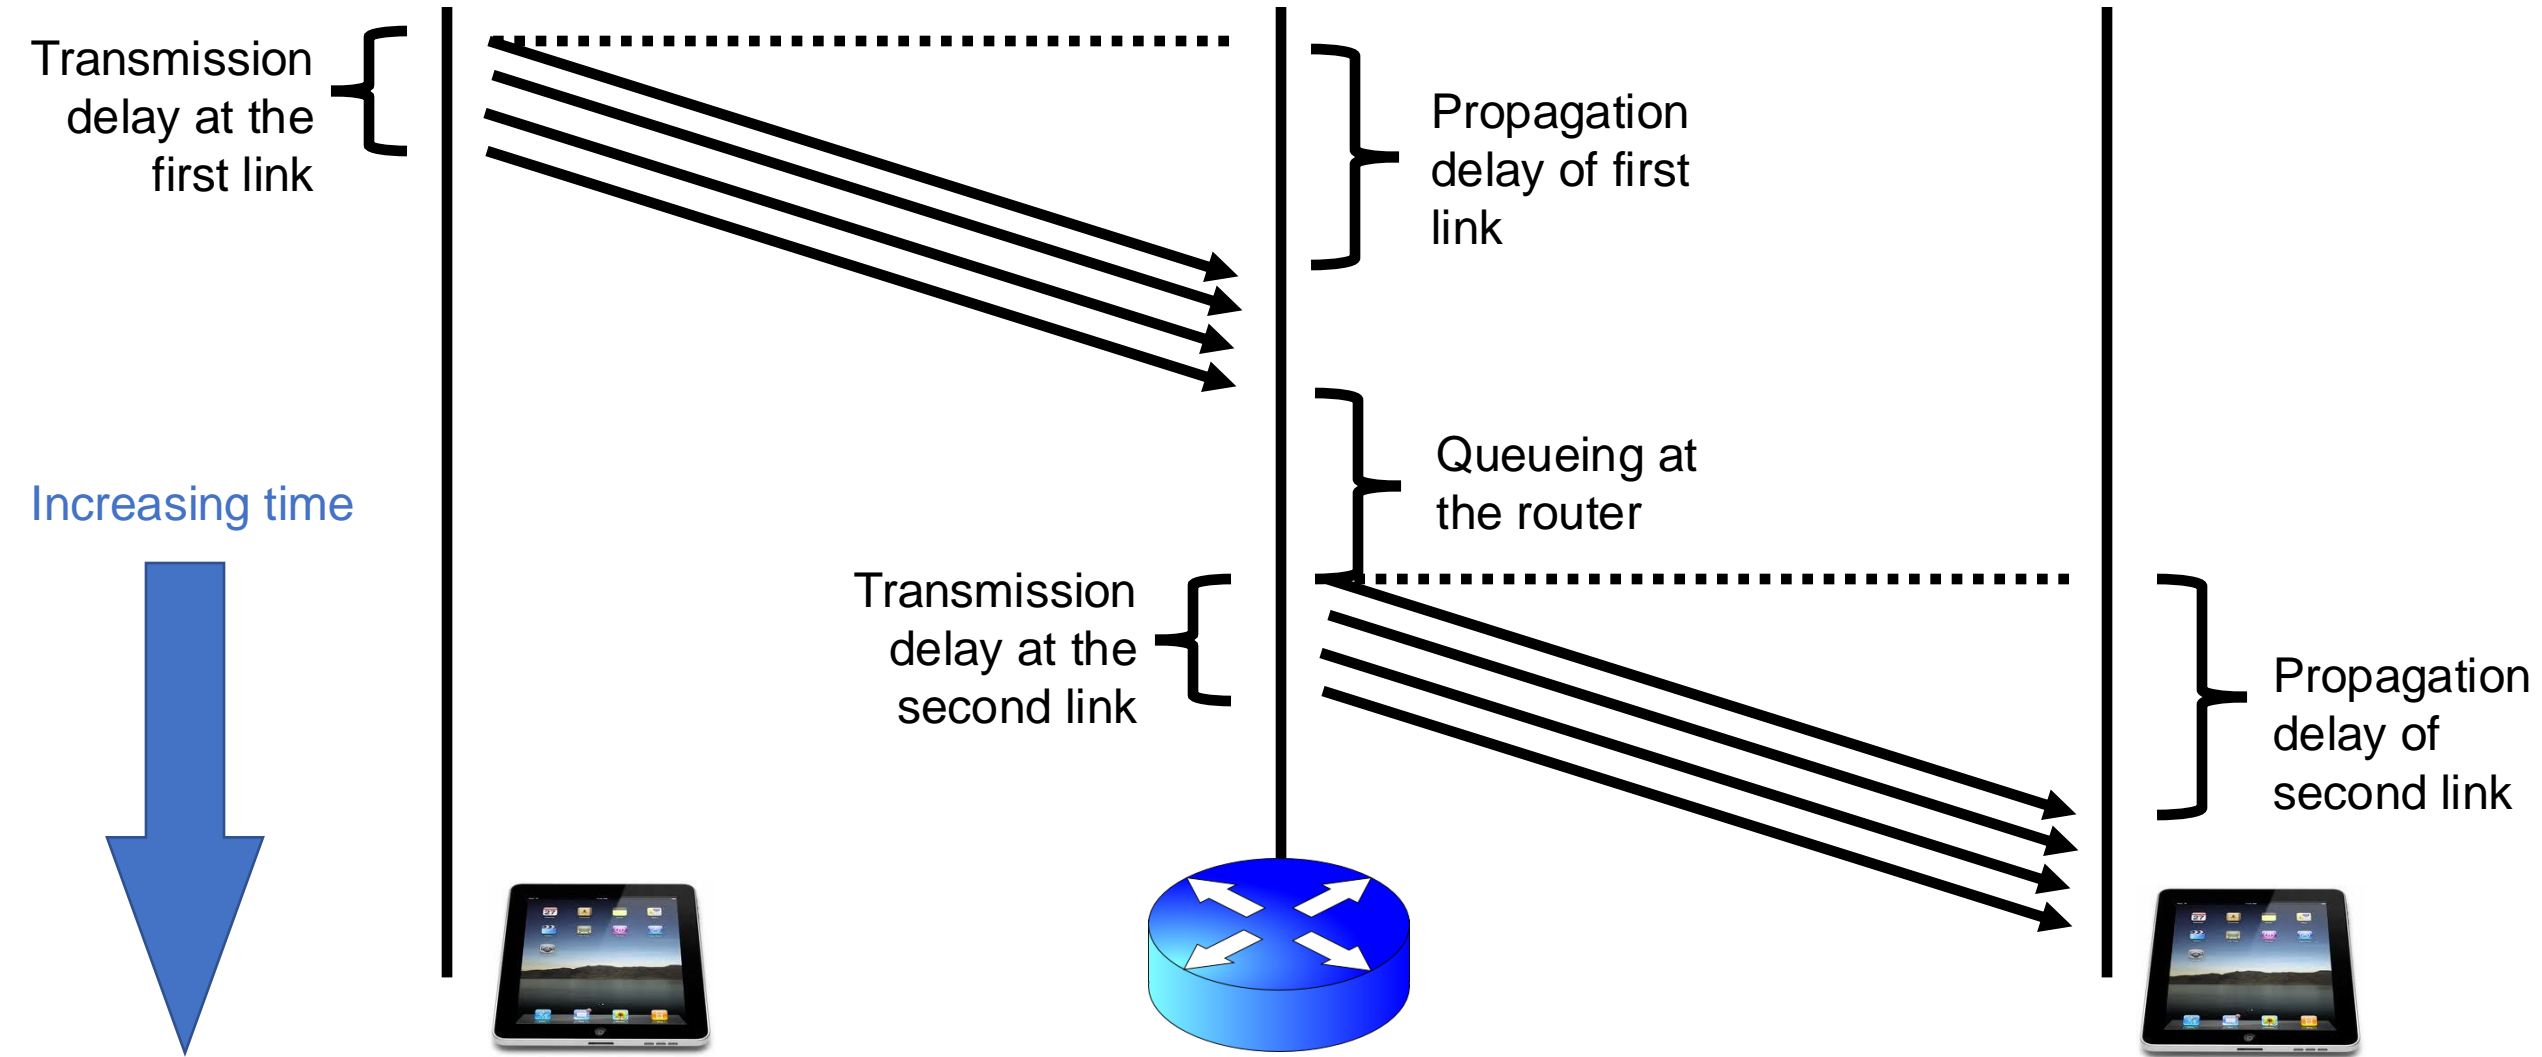 Transmission
delay at the
first link
Propagation
delay of first
link
Queueing at
the router
Increasing time
Transmission
delay at the
second link
Propagation
delay of
second link